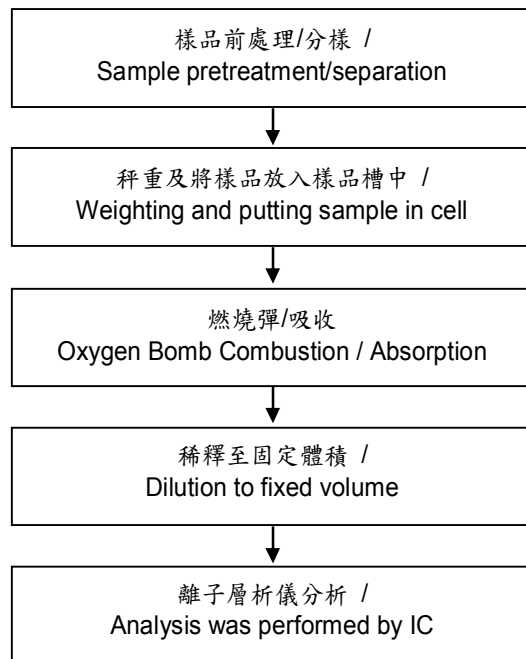 樣品前處理/分樣 /
Sample pretreatment/separation
秤重及將樣品放入樣品槽中 /
Weighting and putting sample in cell
燃燒彈/吸收
Oxygen Bomb Combustion / Absorption
稀釋至固定體積 /
Dilution to fixed volume
離子層析儀分析 /
Analysis was performed by IC